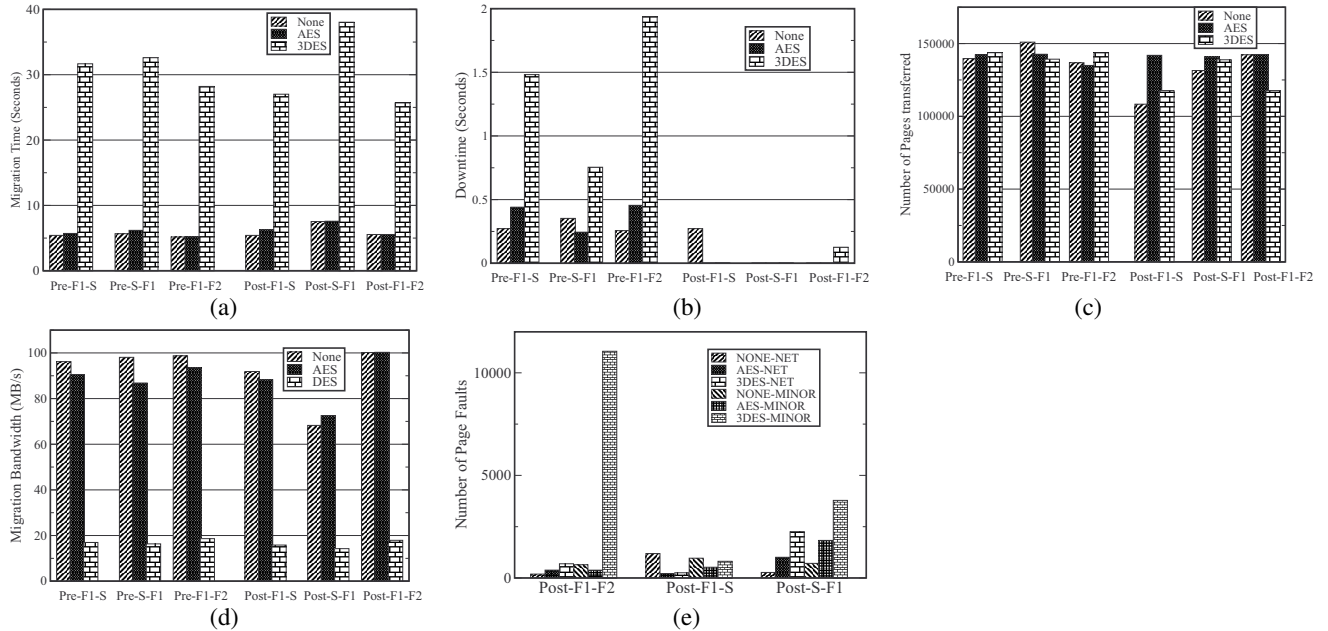 40
30
20
10
0
Migration Time (Seconds)
None
AES
3DES
Pre-F1-S Pre-S-F1 Pre-F1-F2 Post-F1-S Post-S-F1 Post-F1-F2
(a)
2
1.5
1
0.5
0
Downtime (Seconds)
None
AES
3DES
Pre-F1-S Pre-S-F1 Pre-F1-F2 Post-F1-S Post-S-F1 Post-F1-F2
(b)
150000
100000
50000
0
Number of Pages transferred
None
AES
3DES
Pre-F1-S Pre-S-F1 Pre-F1-F2 Post-F1-S Post-S-F1 Post-F1-F2
(c)
100
80
60
40
20
0
Migration Bandwidth (MB/s)
None
AES
DES
Pre-F1-S Pre-S-F1 Pre-F1-F2 Post-F1-S Post-S-F1 Post-F1-F2
(d)
10000
5000
0
Number of Page Faults
NONE-NET
AES-NET
3DES-NET
NONE-MINOR
AES-MINOR
3DES-MINOR
Post-F1-F2 Post-F1-S Post-S-F1
(e)